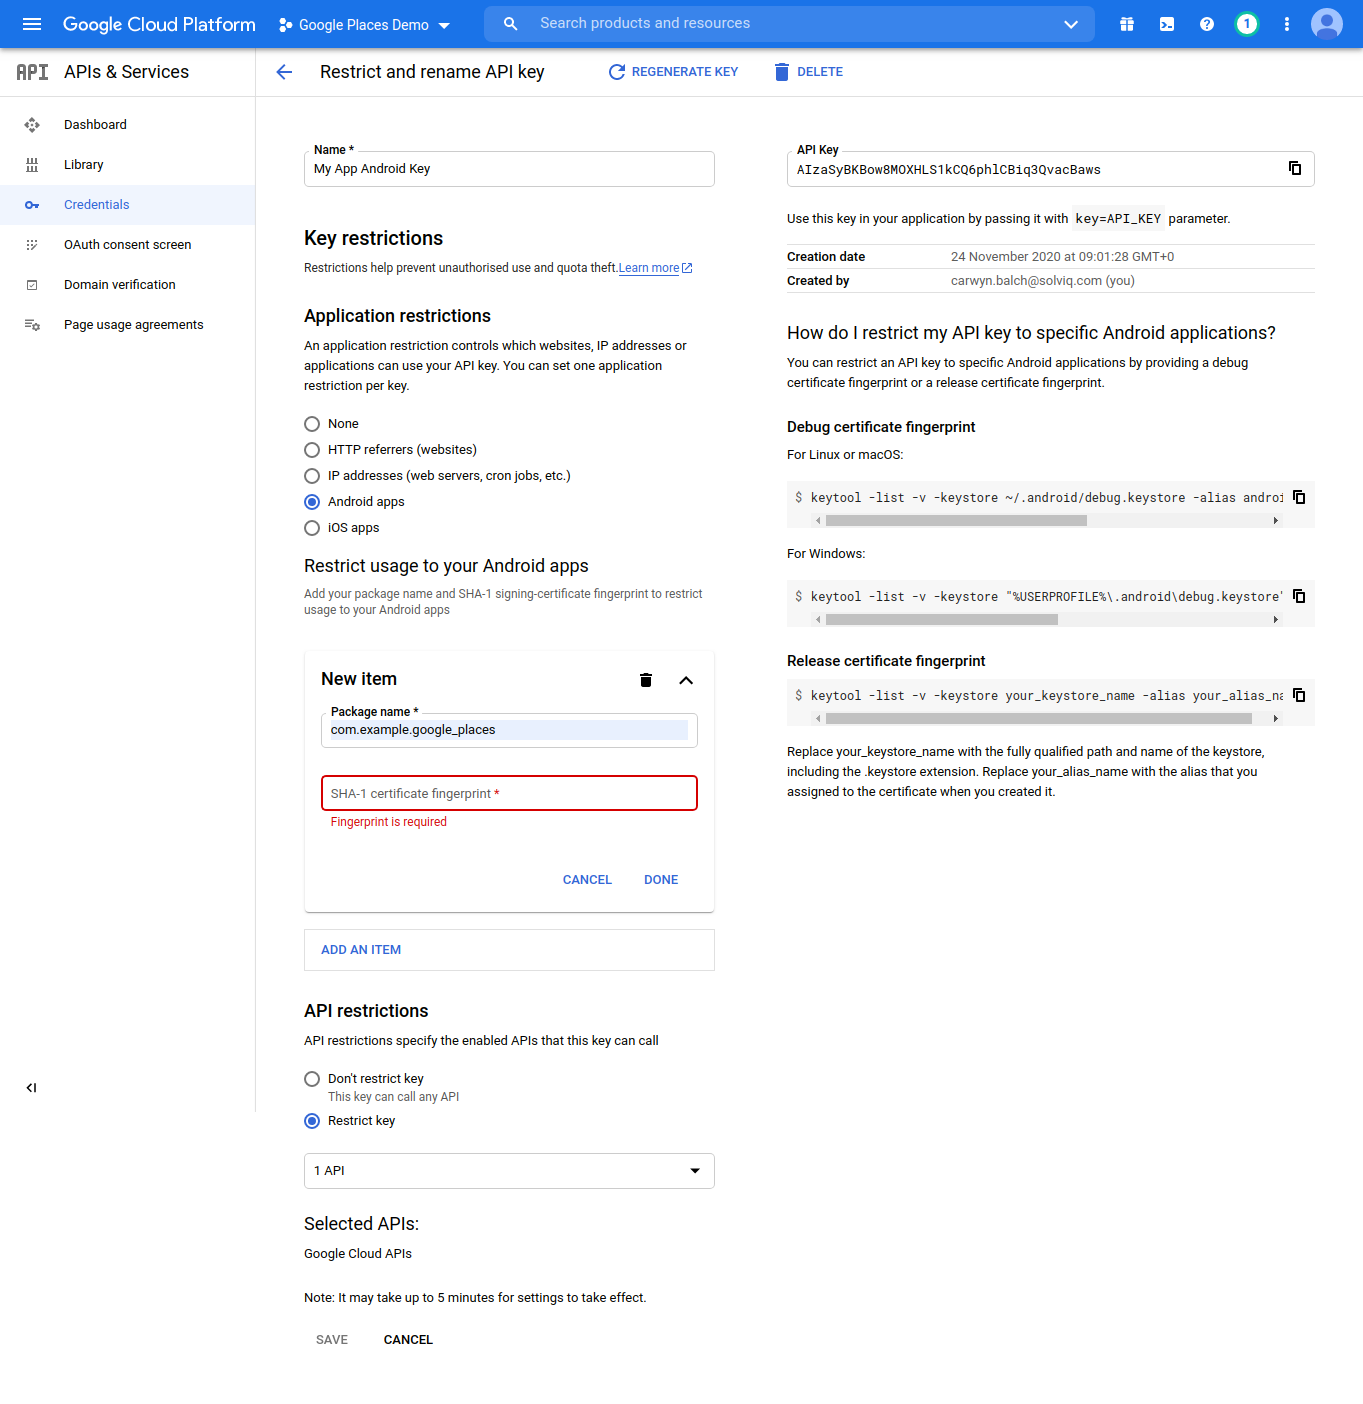 Google Cloud Platform
Google Places Demo
Search products and resources
1
API APIs & Services
Restrict and rename API key
REGENERATE KEY
DELETE
Dashboard
Library
Credentials
OAuth consent screen
Domain verification
Page usage agreements
Name *
My App Android Key
Key restrictions
Restrictions help prevent unauthorised use and quota theft. Learn more
Application restrictions
An application restriction controls which websites, IP addresses or
applications can use your API key. You can set one application
restriction per key.
None
HTTP referrers (websites)
IP addresses (web servers, cron jobs, etc.)
Android apps
iOS apps
Restrict usage to your Android apps
Add your package name and SHA-1 signing-certificate fingerprint to restrict
usage to your Android apps
New item
Package name *
com.example.google_places
SHA-1 certificate fingerprint *
Fingerprint is required
CANCEL
DONE
ADD AN ITEM
API restrictions
API restrictions specify the enabled APIs that this key can call
Don't restrict key
This key can call any API
Restrict key
1 API
Selected APIs:
Google Cloud APIs
Note: It may take up to 5 minutes for settings to take effect.
SAVE
CANCEL
API Key
AIzaSyBKBow8MOXHLS1kCQ6phlCBiq3QvacBaws
Use this key in your application by passing it with key=API_KEY parameter.
Creation date 24 November 2020 at 09:01:28 GMT+0
Created by carwyn.balch@solviq.com (you)
How do I restrict my API key to specific Android applications?
You can restrict an API key to specific Android applications by providing a debug
certificate fingerprint or a release certificate fingerprint.
Debug certificate fingerprint
For Linux or macOS:
$ keytool -list -v -keystore ~/.android/debug.keystore -alias androi
For Windows:
$ keytool -list -v -keystore "%USERPROFILE%\.android\debug.keystore"
Release certificate fingerprint
$ keytool -list -v -keystore your_keystore_name -alias your_alias_na
Replace your_keystore_name with the fully qualified path and name of the keystore,
including the .keystore extension. Replace your_alias_name with the alias that you
assigned to the certificate when you created it.